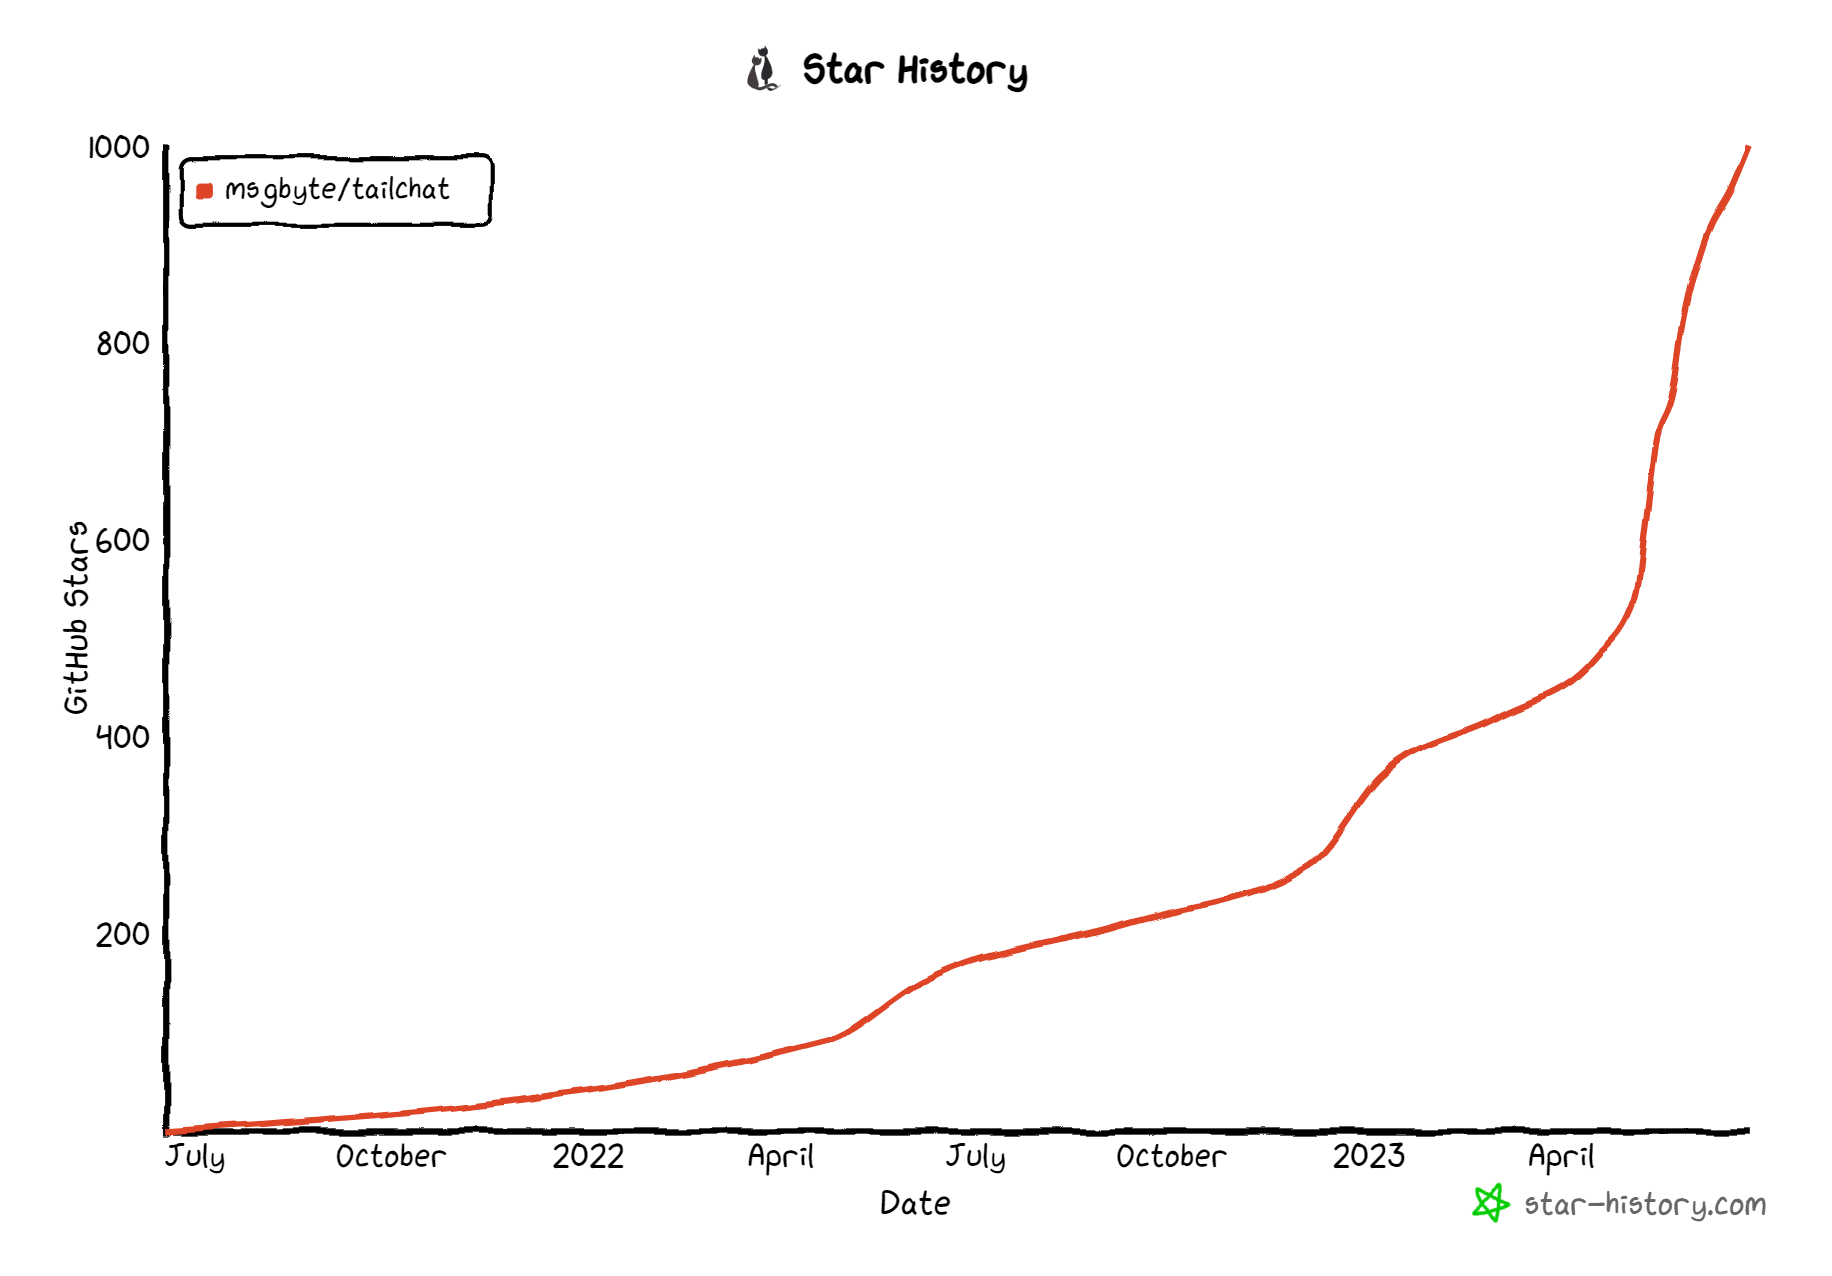 Star History
msgbyte/tailchat
1000
800
600
400
200
GitHub Stars
July October 2022 April July October 2023 April
Date
star-history.com